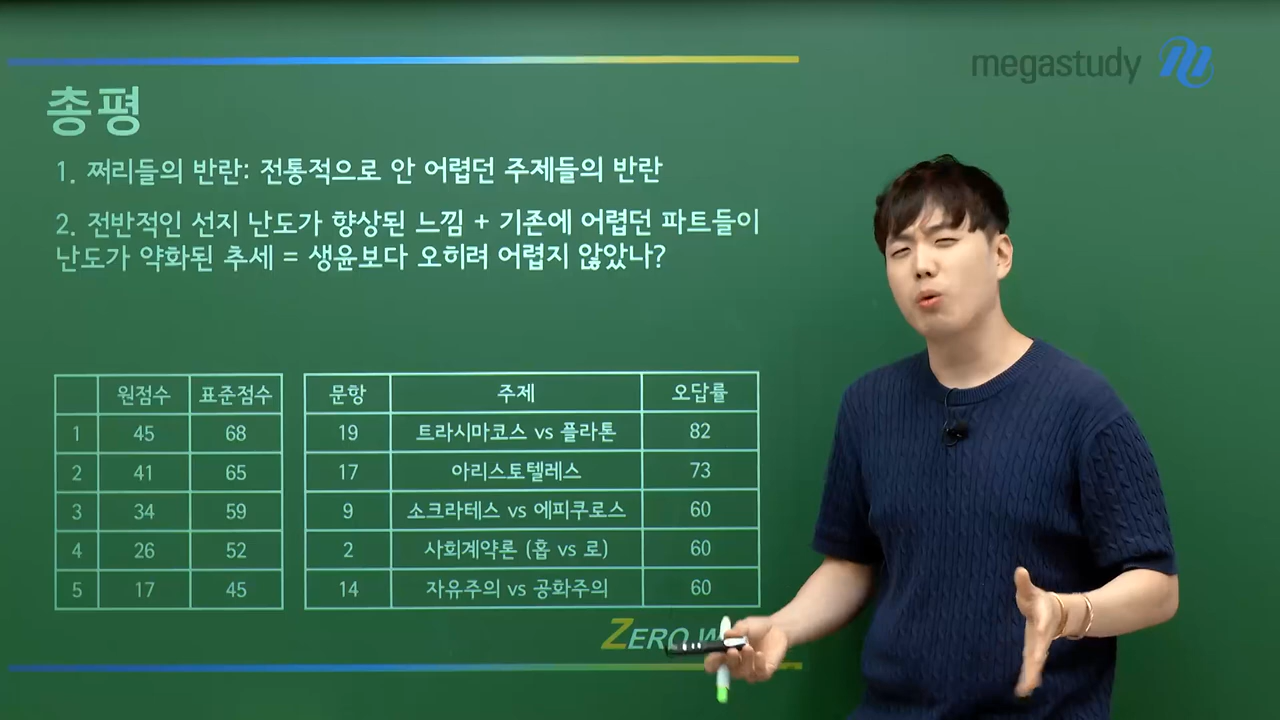 megastudy
총평
1. 쩌리들의 반란: 전통적으로 안 어렵던 주제들의 반란
2. 전반적인 선지 난도가 향상된 느낌 + 기존에 어렵던 파트들이
난도가 약화된 추세 = 생윤보다 오히려 어렵지 않았나?
원점수 표준점수
1 45 68
2 41 65
3 34 59
4 26 52
5 17 45
문항 주제 오답률
19 트라시마코스 vs 플라톤 82
17 아리스토텔레스 73
9 소크라테스 vs 에피쿠로스 60
2 사회계약론 (홉 vs 로) 60
14 자유주의 vs 공화주의 60
ZERO